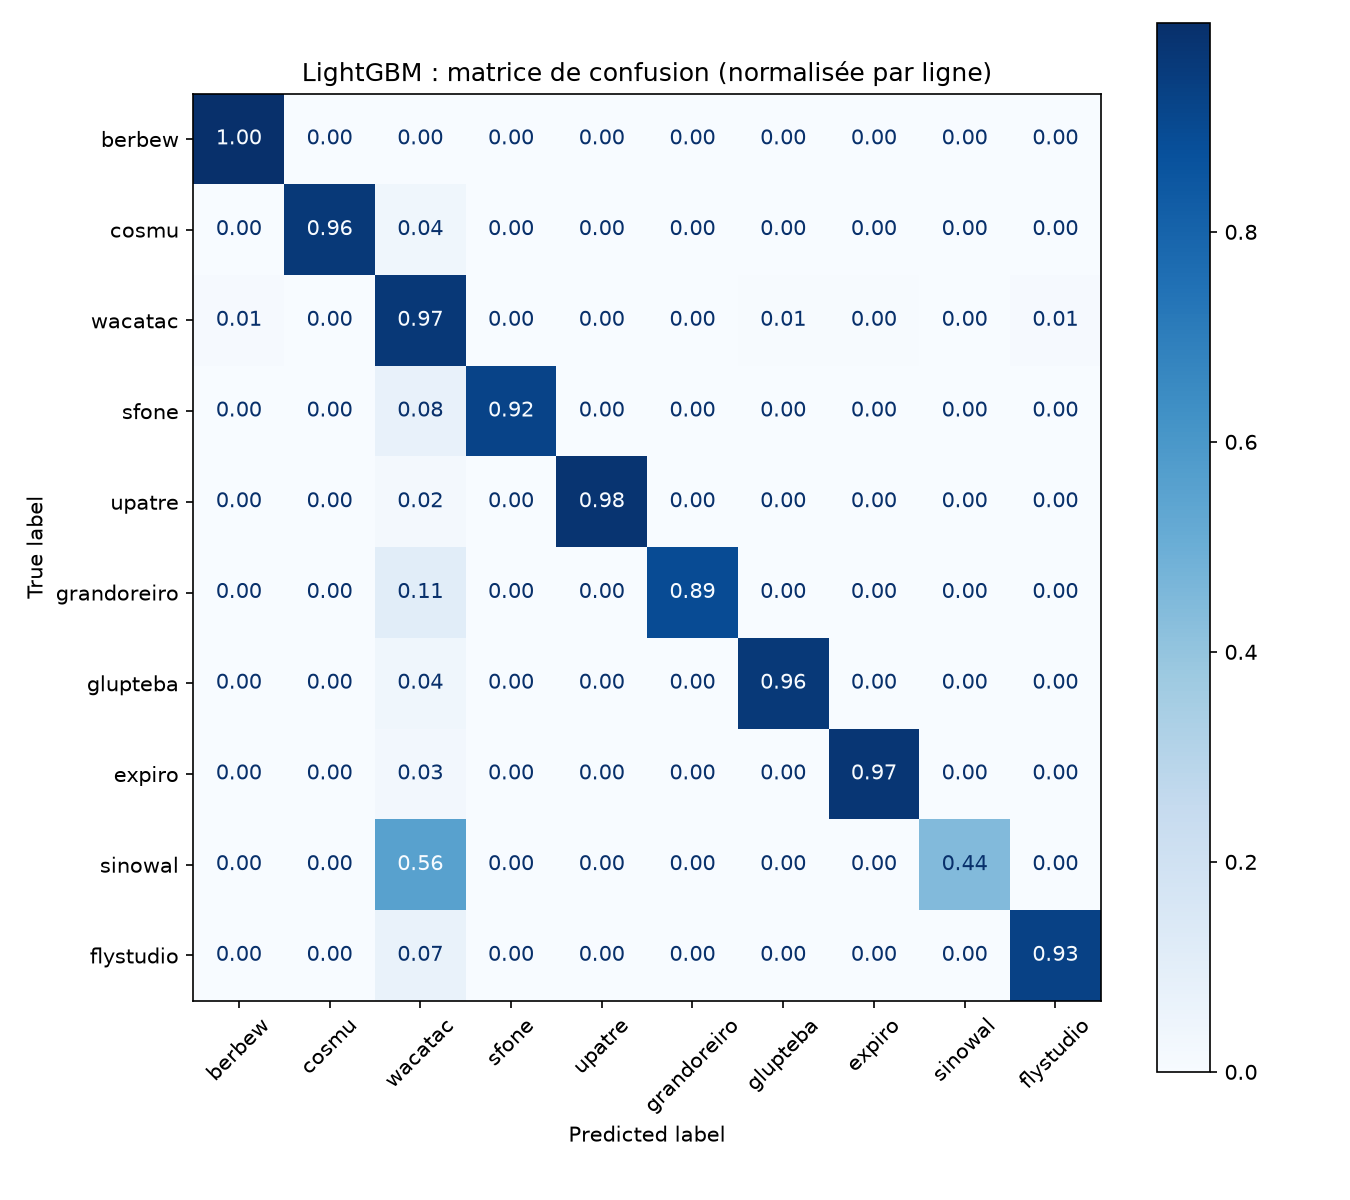 LightGBM : matrice de confusion (normalisée par ligne)
berbew 1.00 0.00 0.00 0.00 0.00 0.00 0.00 0.00 0.00 0.00
cosmu 0.00 0.96 0.04 0.00 0.00 0.00 0.00 0.00 0.00 0.00
wacatac 0.01 0.00 0.97 0.00 0.00 0.00 0.01 0.00 0.00 0.01
sfone 0.00 0.00 0.08 0.92 0.00 0.00 0.00 0.00 0.00 0.00
upatre 0.00 0.00 0.02 0.00 0.98 0.00 0.00 0.00 0.00 0.00
grandoreiro 0.00 0.00 0.11 0.00 0.00 0.89 0.00 0.00 0.00 0.00
glupteba 0.00 0.00 0.04 0.00 0.00 0.00 0.96 0.00 0.00 0.00
expiro 0.00 0.00 0.03 0.00 0.00 0.00 0.00 0.97 0.00 0.00
sinowal 0.00 0.00 0.56 0.00 0.00 0.00 0.00 0.00 0.44 0.00
flystudio 0.00 0.00 0.07 0.00 0.00 0.00 0.00 0.00 0.00 0.93
berbew cosmu wacatac sfone upatre grandoreiro glupteba expiro sinowal flystudio
Predicted label
True label
0.8
0.6
0.4
0.2
0.0